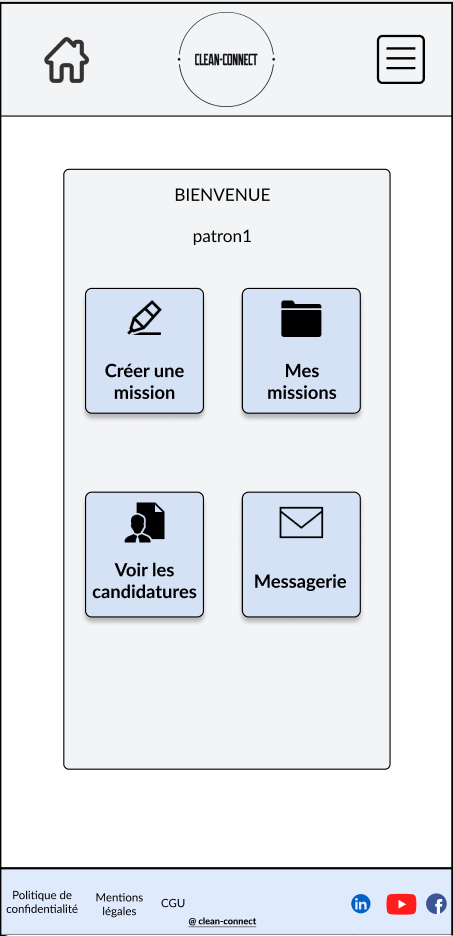 CLEAN-CONNECT
BIENVENUE
patron1
Créer une
mission
Mes
missions
Voir les
candidatures
Messagerie
Politique de
confidentialité
Mentions
légales
CGU
@ clean-connect
in
f